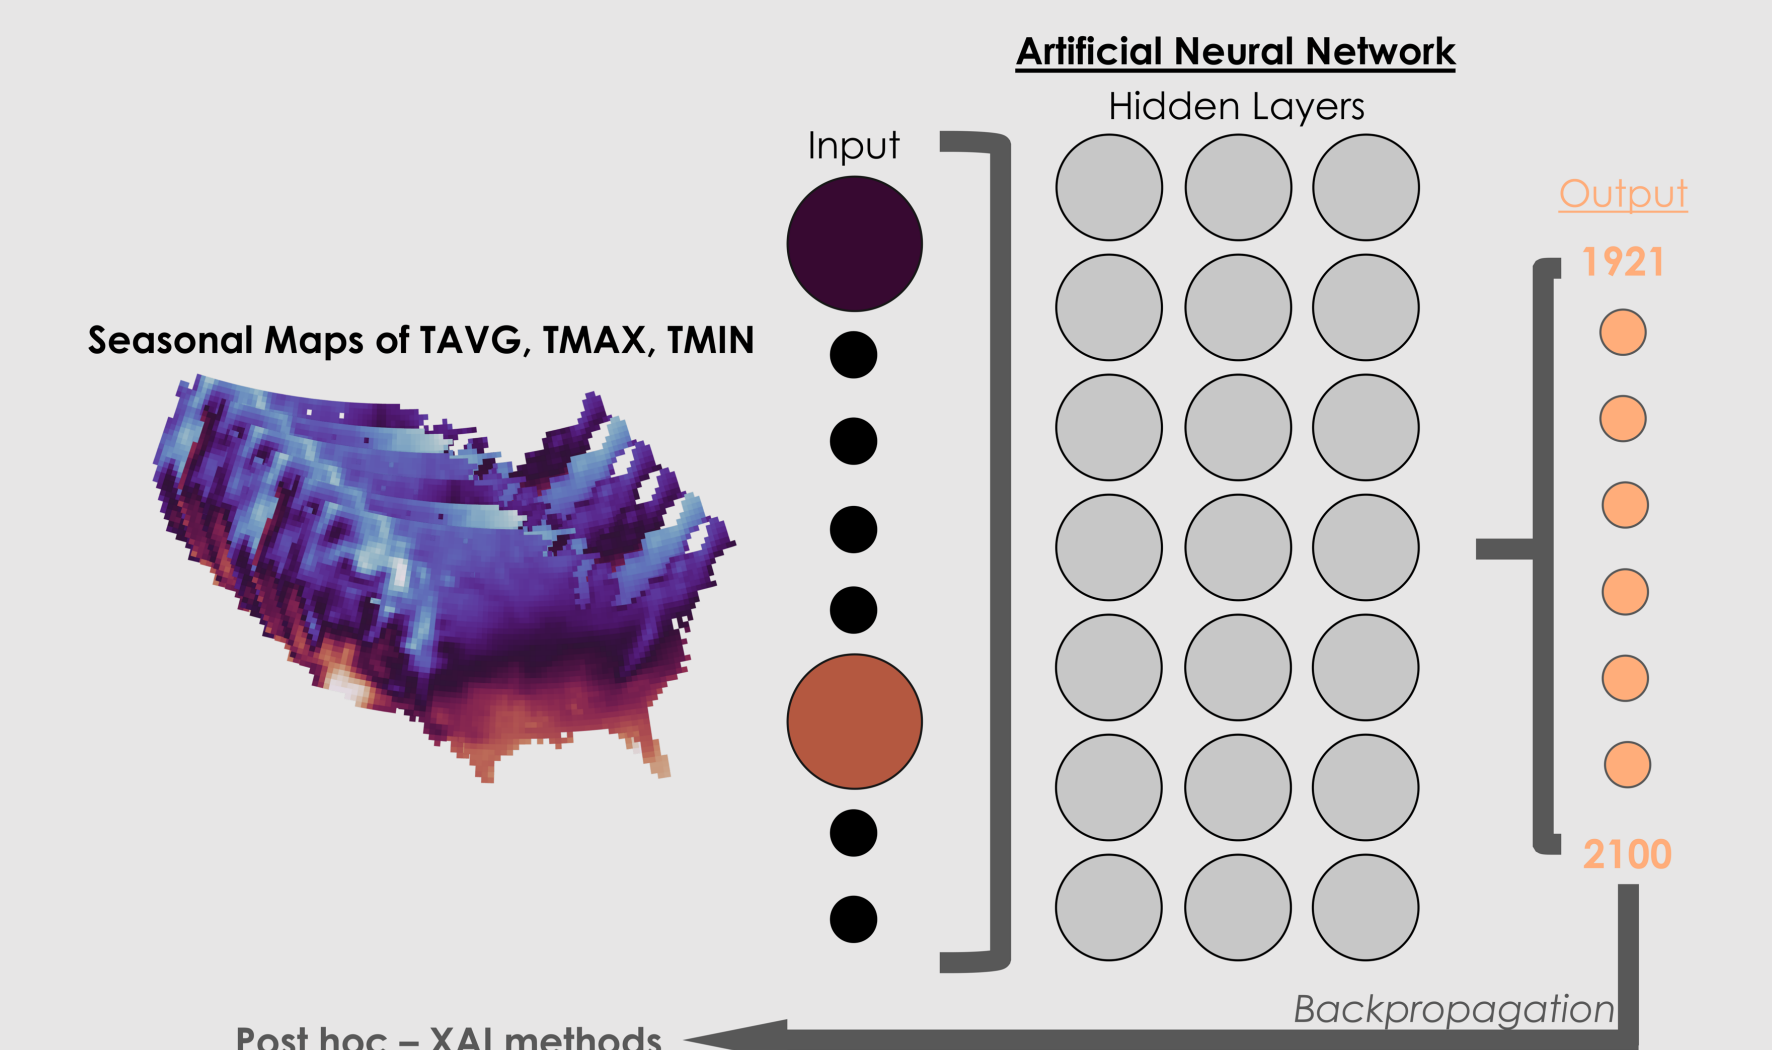 Artificial Neural Network
Hidden Layers
Input
Output
1921
Seasonal Maps of TAVG, TMAX, TMIN
2100
Backpropagation
Post hoc – XAI methods